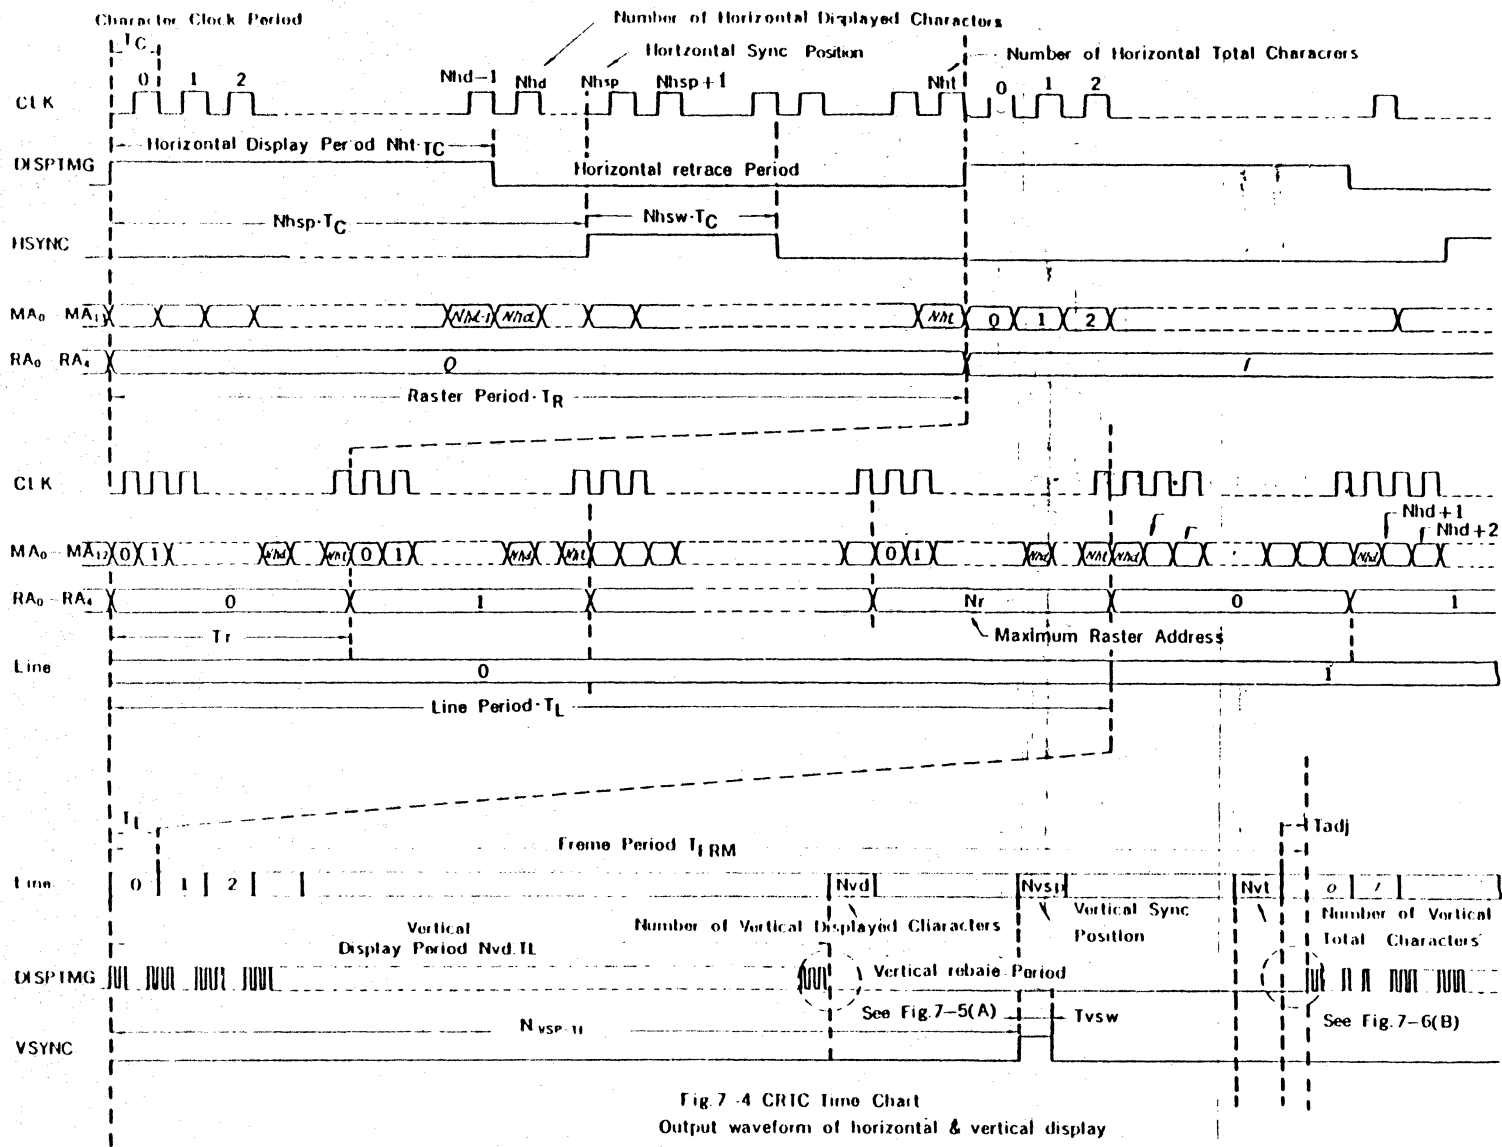 Character Clock Period
Number of Horizontal Displayed Charactors
TC
Hortzontal Sync Position
Number of Horizontal Total Characrers
0 1 2 Nhd-1 Nhd Nhsp Nhsp+1 Nht 0 1 2
CLK
Horizontal Display Period Nht·TC
DISPTMG
Horizontal retrace Period
Nhsp·TC
Nhsw·TC
HSYNC
MA0 MA13 Nhd-1 Nhd Nht 0 1 2
RA0 RA4 0 1
Raster Period·TR
CLK
Nhd+1
Nhd+2
MA0 MA12 0 1 Nhd Nht 0 1 Nhd Nht 0 1 Nhd Nht Nhd Nhd
RA0 RA4 0 1 Nr 0 1
Tr
Maximum Raster Address
Line 0 1
Line Period·TL
TL
Tadj
Freme Period TFRM
Line 0 1 2 Nvd Nvsp Nvt 0 1
Number of Vertical Displayed Characters
Vertical Sync
Position
Number of Vertical
Total Characters
Vertical
Display Period Nvd.TL
DISPTMG
Vertical rebaie Period
See Fig.7-5(A)
Tvsw
See Fig.7-6(B)
NVSP·TL
VSYNC
Fig.7-4 CRTC Time Chart
Output waveform of horizontal & vertical display